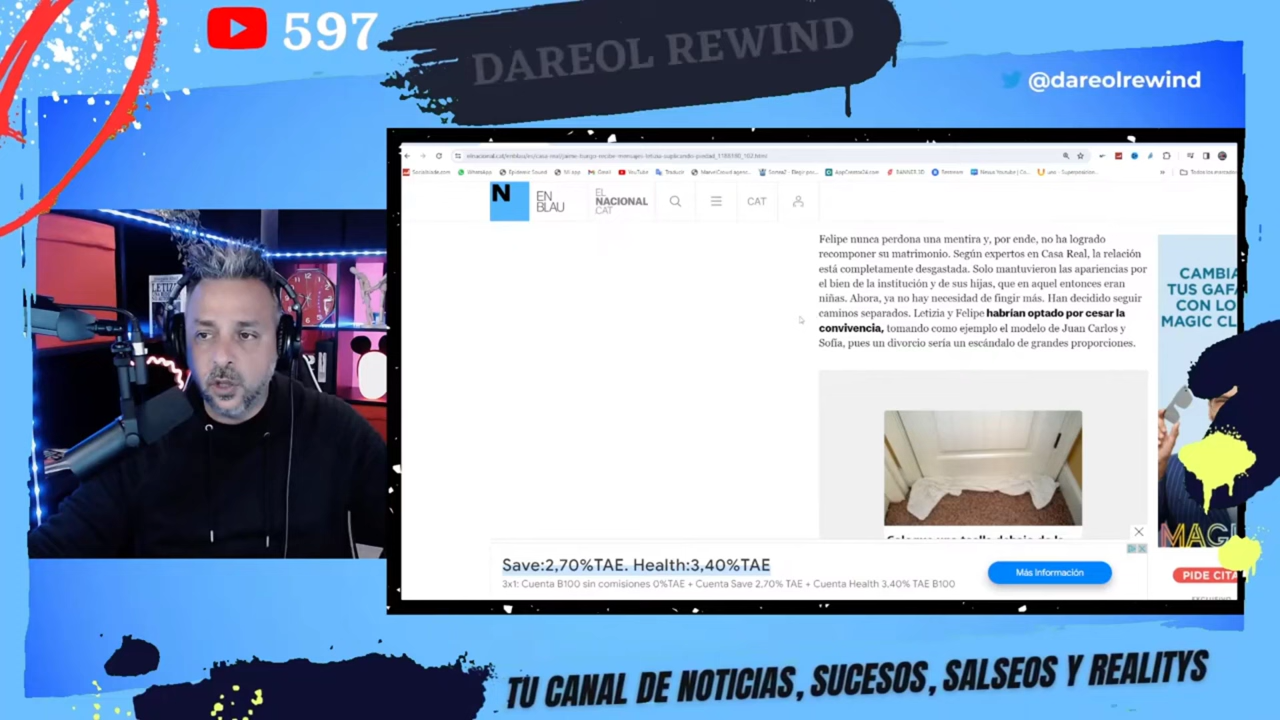 597
DAREOL REWIND
@dareolrewind
WhatsApp
Gmail
YouTube
EN BLAU
EL NACIONAL CAT
CAT
Felipe nunca perdona una mentira y, por ende, no ha logrado
recomponer su matrimonio. Según expertos en Casa Real, la relación
está completamente desgastada. Solo mantuvieron las apariencias por
el bien de la institución y de sus hijas, que en aquel entonces eran
niñas. Ahora, ya no hay necesidad de fingir más. Han decidido seguir
caminos separados. Letizia y Felipe habrían optado por cesar la
convivencia, tomando como ejemplo el modelo de Juan Carlos y
Sofía, pues un divorcio sería un escándalo de grandes proporciones.
CAMBIA
TUS GAFA
CON LO
MAGIC CL
MAG
PIDE CITA
LETIZIA
Save:2,70%TAE. Health:3,40%TAE
3x1: Cuenta B100 sin comisiones 0%TAE + Cuenta Save 2,70% TAE + Cuenta Health 3,40% TAE B100
Más Información
TU CANAL DE NOTICIAS, SUCESOS, SALSEOS Y REALITYS